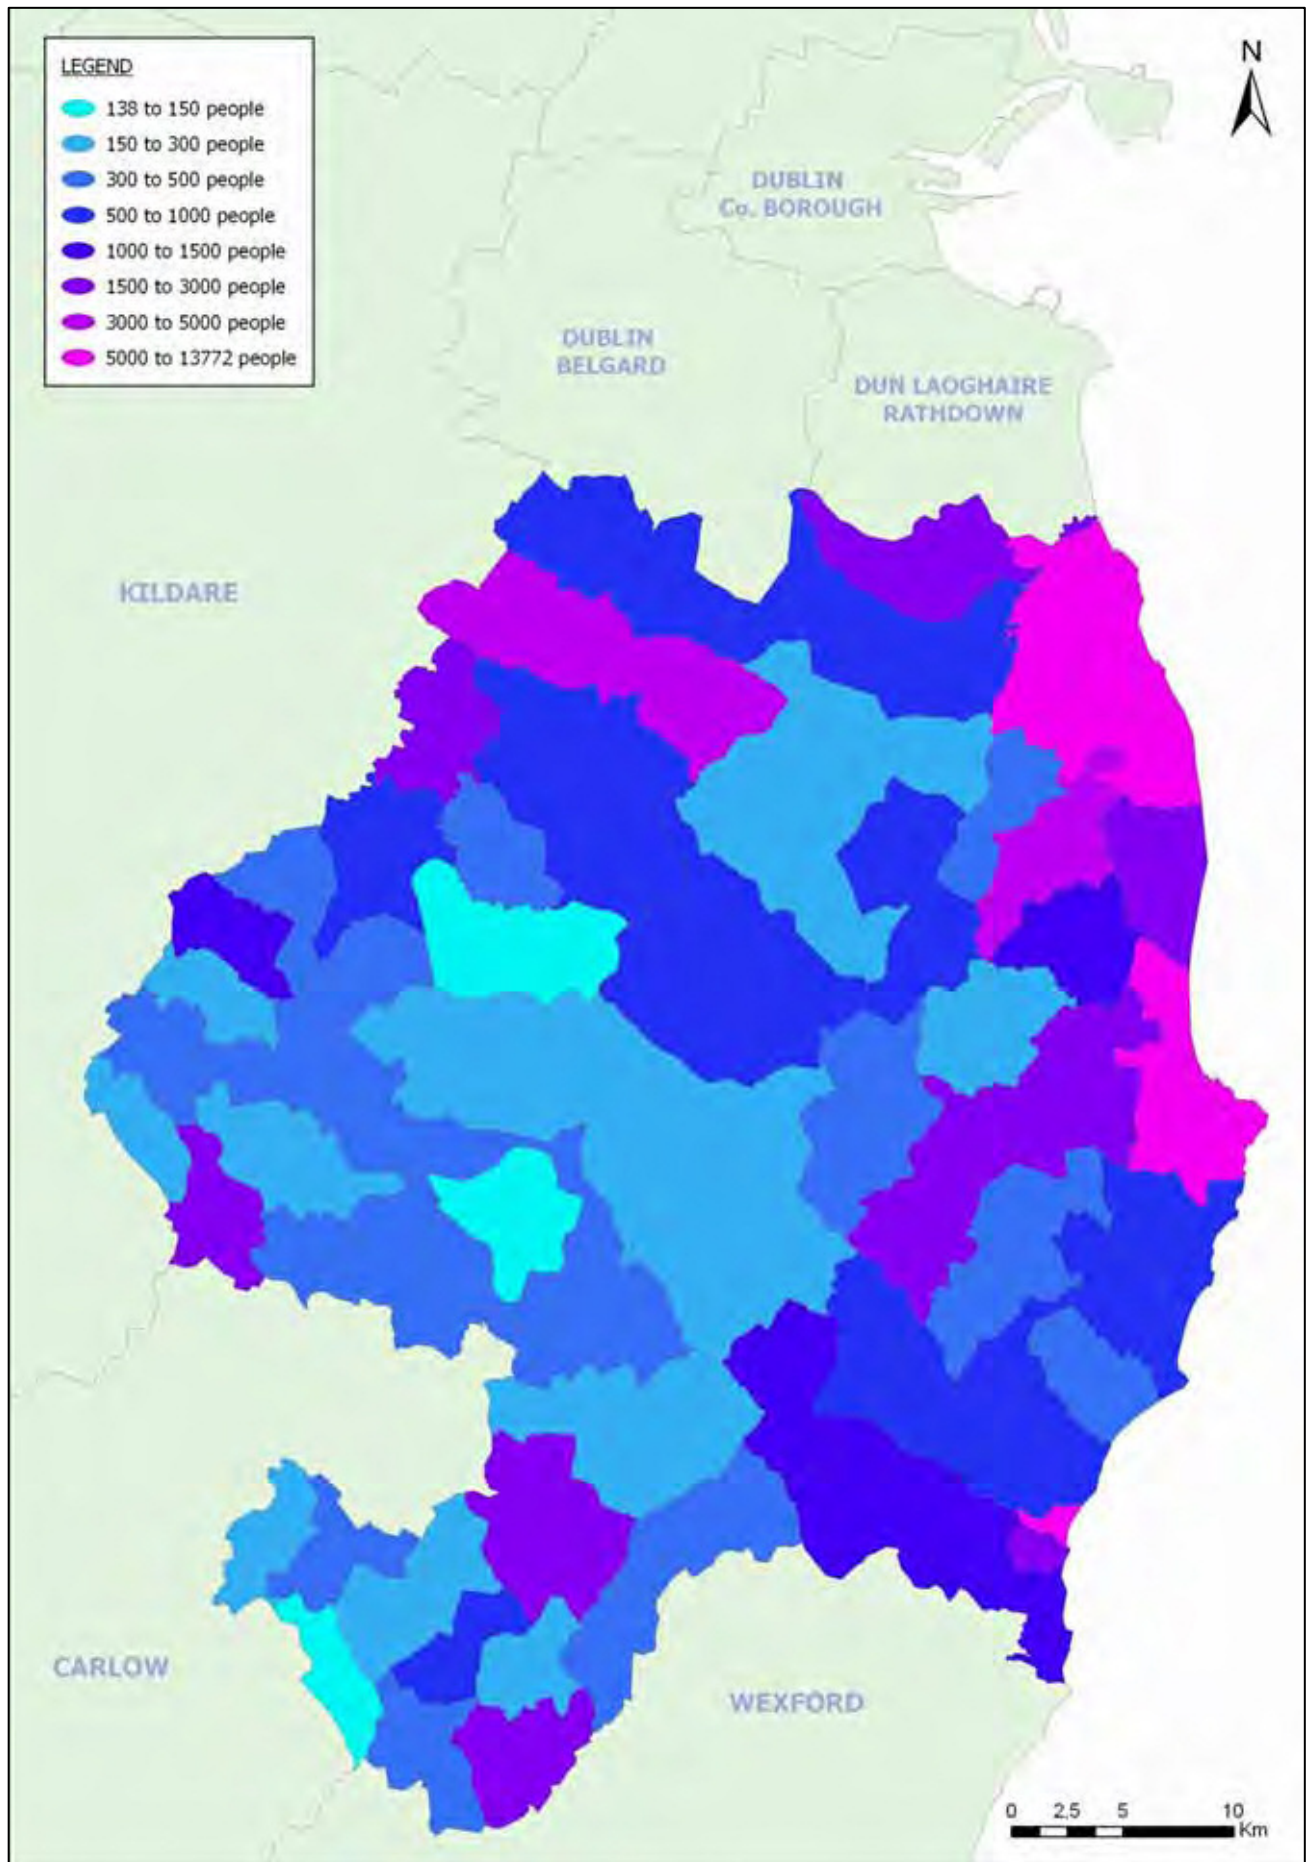 LEGEND
138 to 150 people
150 to 300 people
300 to 500 people
500 to 1000 people
1000 to 1500 people
1500 to 3000 people
3000 to 5000 people
5000 to 13772 people
N
DUBLIN
Co. BOROUGH
DUBLIN
BELGARD
DUN LAOGHAIRE
RATHDOWN
KILDARE
CARLOW
WEXFORD
0 2,5 5 10
Km